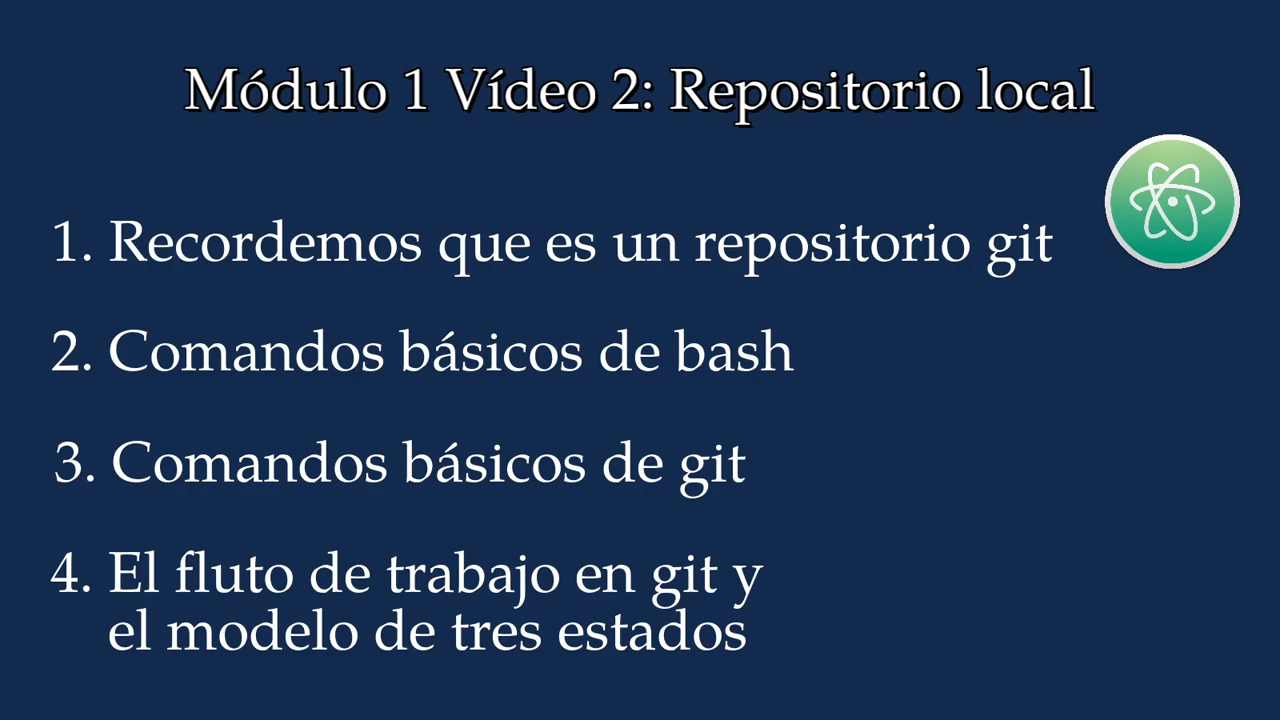 Módulo 1 Vídeo 2: Repositorio local
1. Recordemos que es un repositorio git
2. Comandos básicos de bash
3. Comandos básicos de git
4. El fluto de trabajo en git y
el modelo de tres estados